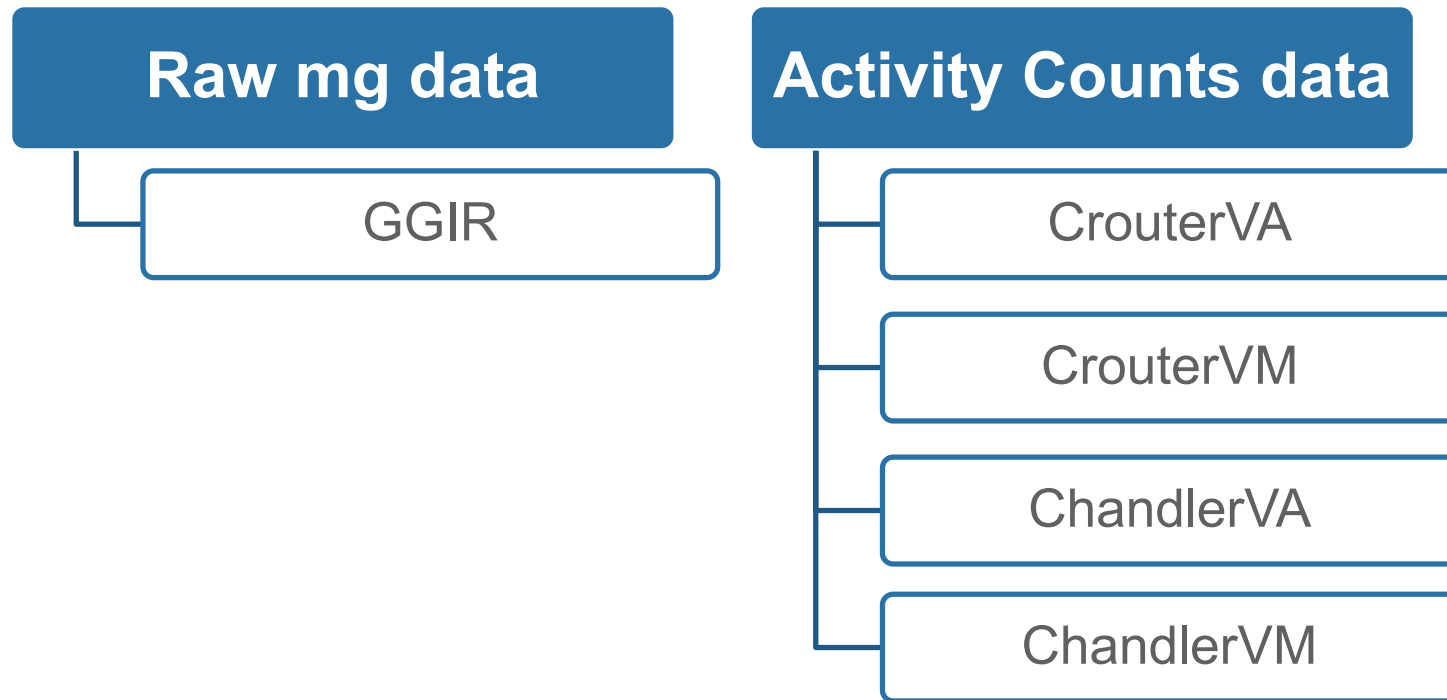 Raw mg data
GGIR
Activity Counts data
CrouterVA
CrouterVM
ChandlerVA
ChandlerVM